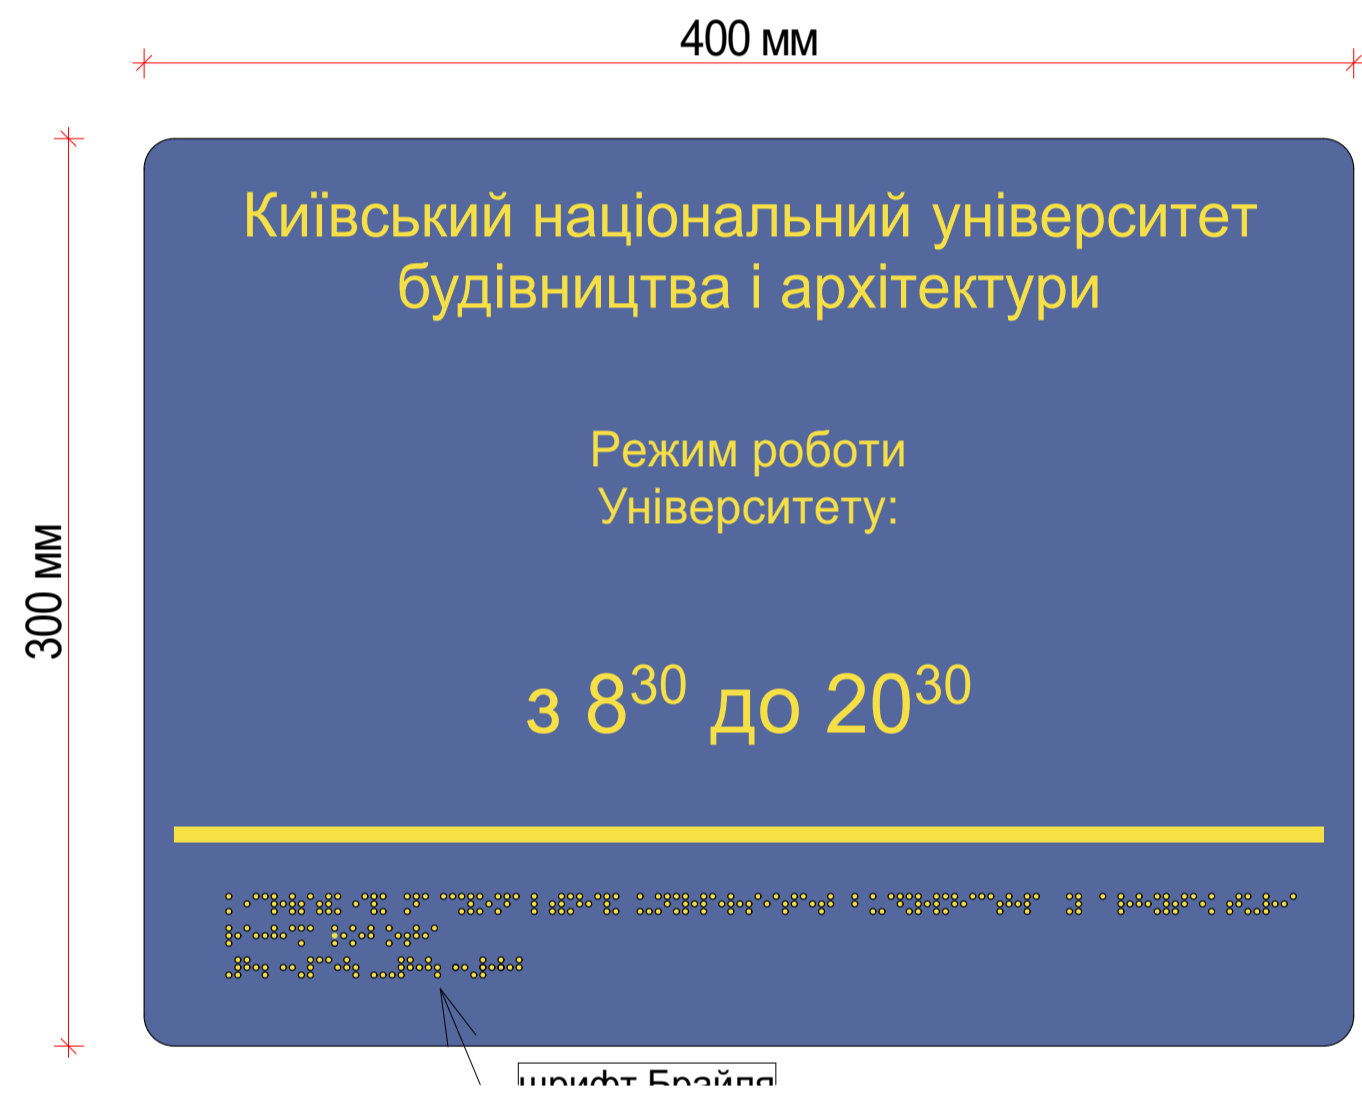 400 мм
300 мм
Київський національний університет
будівництва і архітектури
Режим роботи
Університету:
з 8³⁰ до 20³⁰
шрифт Брайля